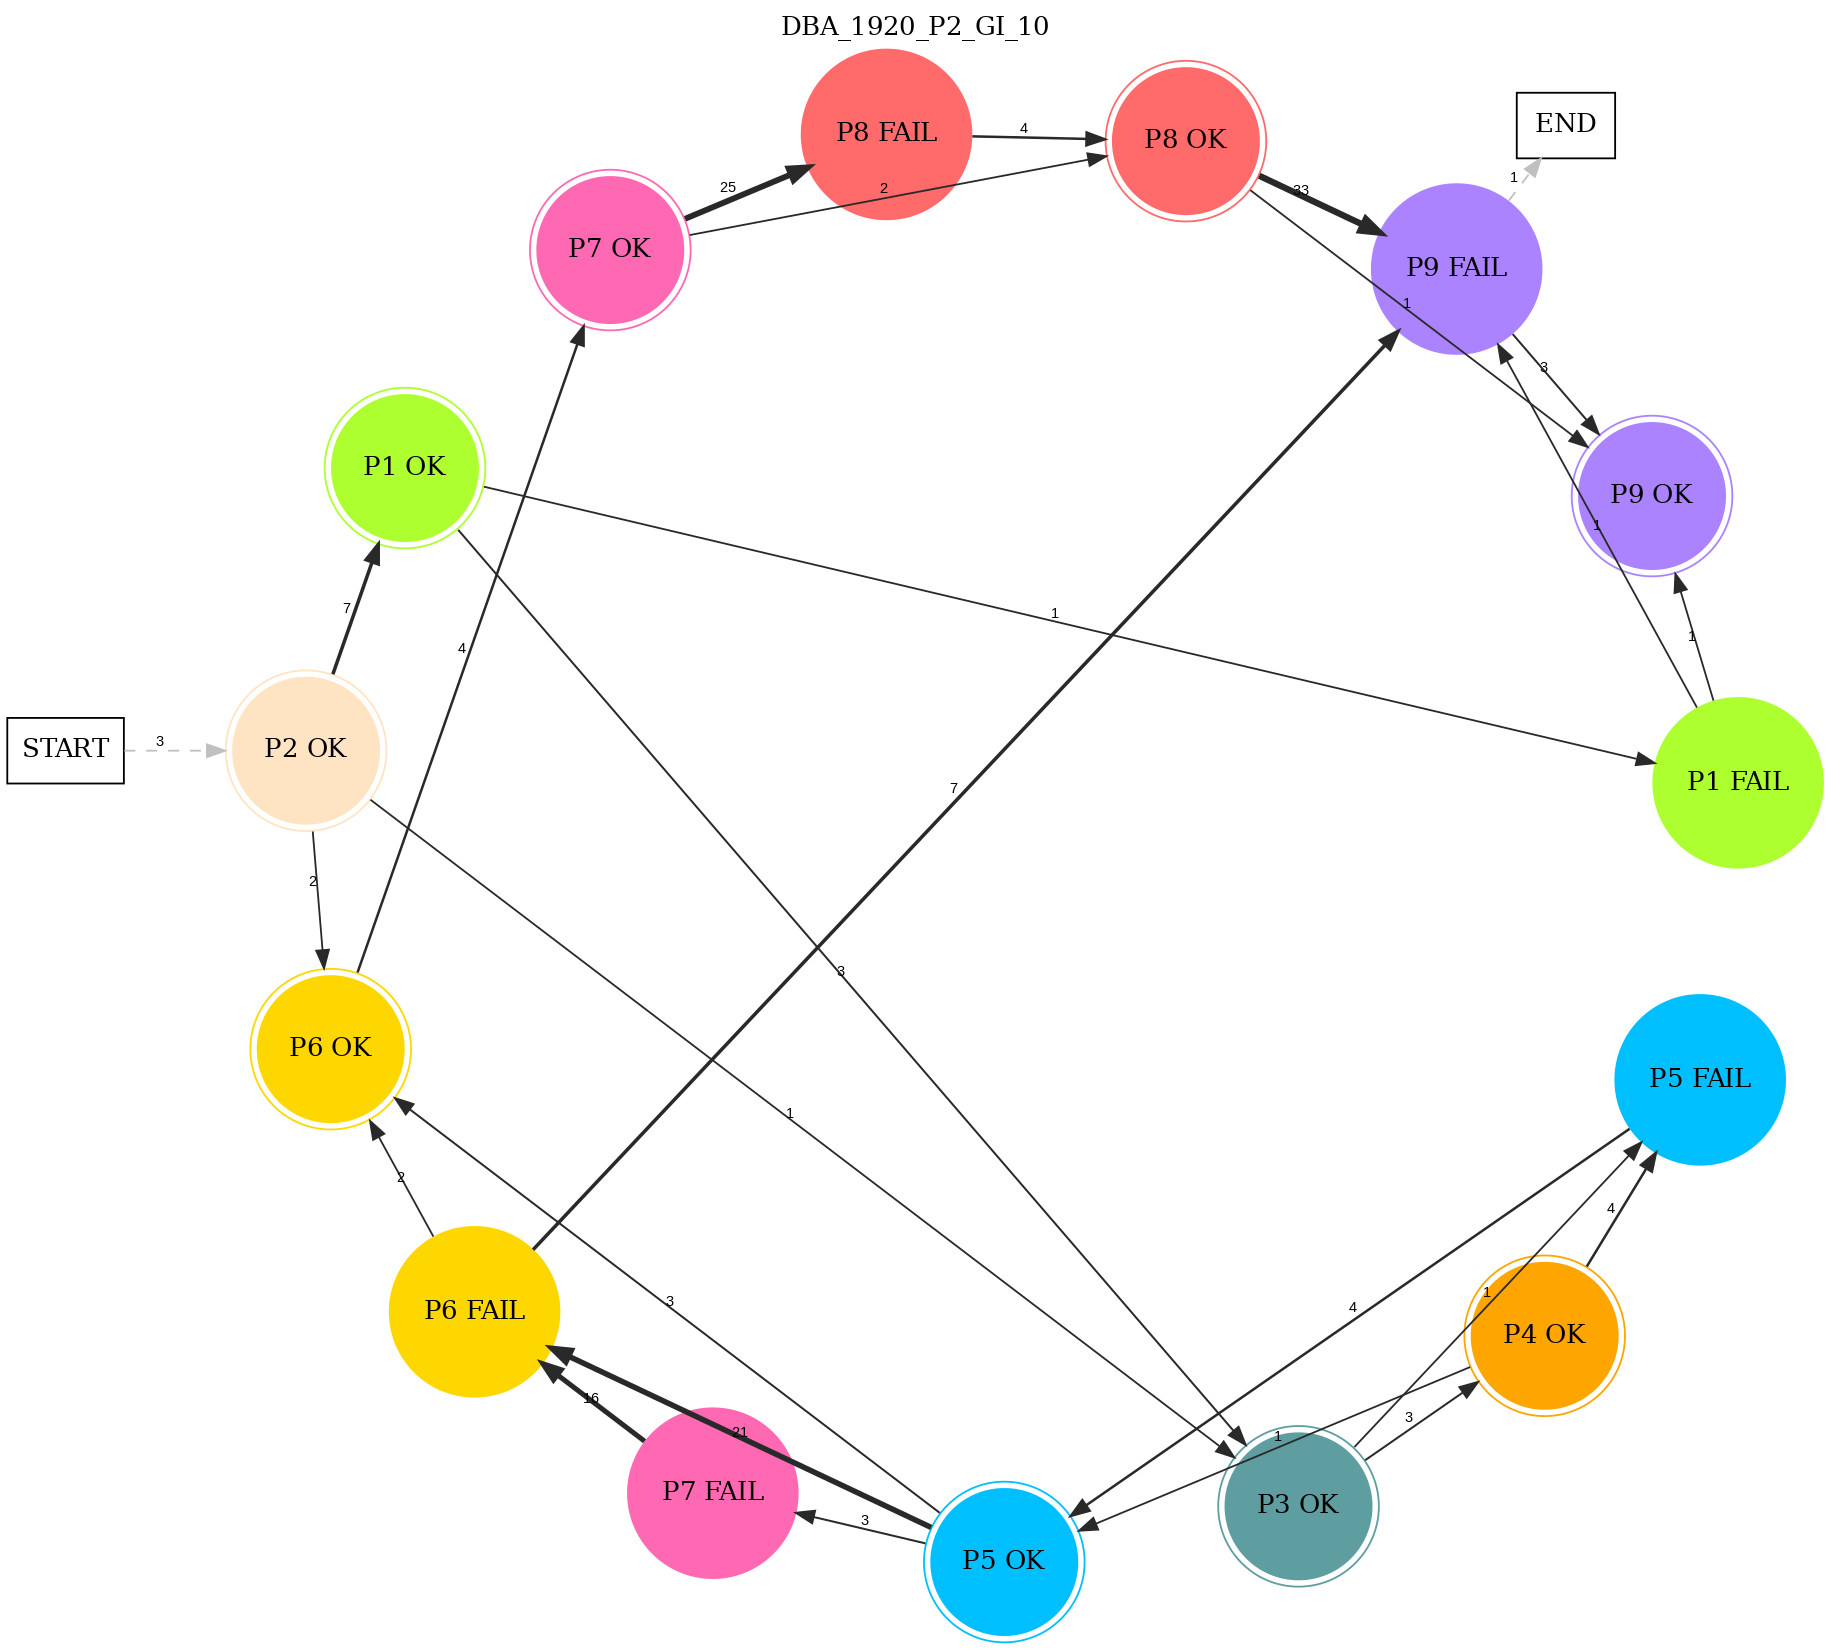 DBA_1920_P2_GI_10
P8 FAIL
4
P8 OK
END
25
2
33
1
P7 OK
P9 FAIL
1
3
P1 OK
P9 OK
1
7
4
1
1
START
3
P2 OK
7
P1 FAIL
2
3
P6 OK
1
P5 FAIL
2
4
P6 FAIL
3
4
1
P4 OK
16
21
1
3
P7 FAIL
3
P5 OK
P3 OK